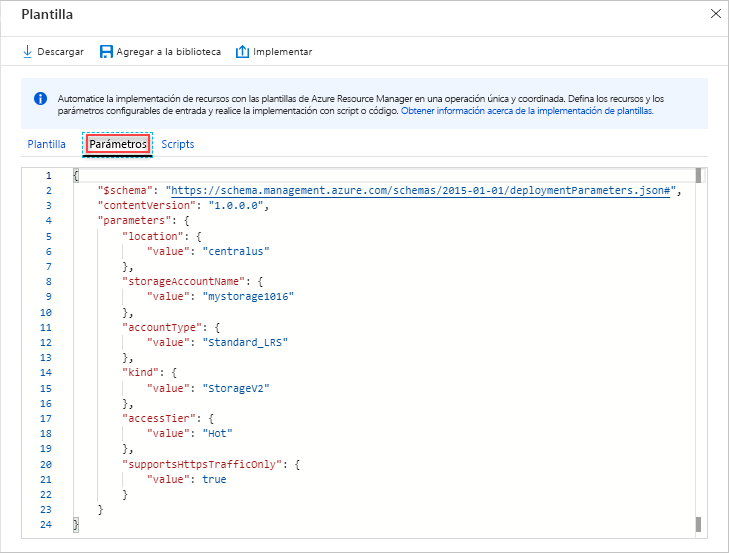 Plantilla
Descargar Agregar a la biblioteca Implementar
Automatice la implementación de recursos con las plantillas de Azure Resource Manager en una operación única y coordinada. Defina los recursos y los
parámetros configurables de entrada y realice la implementación con script o código. Obtener información acerca de la implementación de plantillas.
Plantilla Parámetros Scripts
1 {
2 "$schema": "https://schema.management.azure.com/schemas/2015-01-01/deploymentParameters.json#",
3 "contentVersion": "1.0.0.0",
4 "parameters": {
5 "location": {
6 "value": "centralus"
7 },
8 "storageAccountName": {
9 "value": "mystorage1016"
10 },
11 "accountType": {
12 "value": "Standard_LRS"
13 },
14 "kind": {
15 "value": "StorageV2"
16 },
17 "accessTier": {
18 "value": "Hot"
19 },
20 "supportsHttpsTrafficOnly": {
21 "value": true
22 }
23 }
24 }